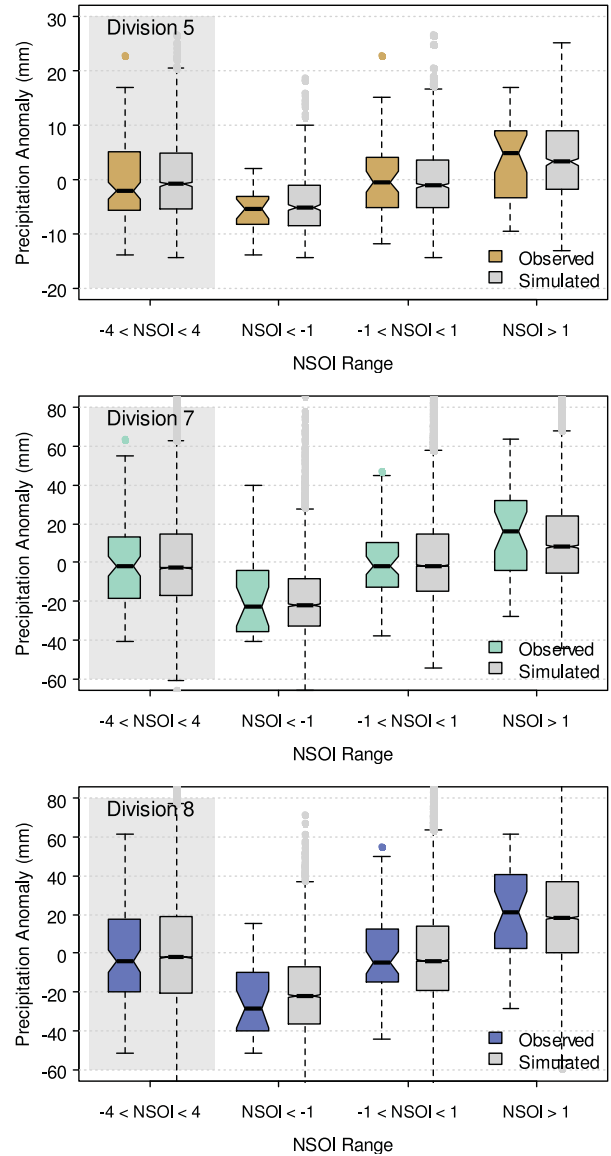 Division 5
Precipitation Anomaly (mm)
30
20
10
0
-10
-20
Observed
Simulated
-4 < NSOI < 4
NSOI < -1
-1 < NSOI < 1
NSOI > 1
NSOI Range
Division 7
Precipitation Anomaly (mm)
80
60
40
20
0
-20
-40
-60
Observed
Simulated
-4 < NSOI < 4
NSOI < -1
-1 < NSOI < 1
NSOI > 1
NSOI Range
Division 8
Precipitation Anomaly (mm)
80
60
40
20
0
-20
-40
-60
Observed
Simulated
-4 < NSOI < 4
NSOI < -1
-1 < NSOI < 1
NSOI > 1
NSOI Range